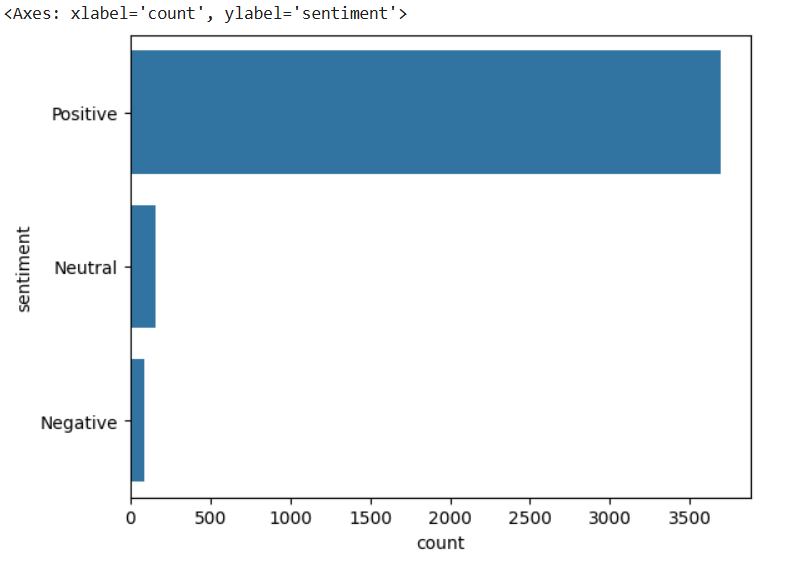 <Axes: xlabel='count', ylabel='sentiment'>
Positive
Neutral
Negative
sentiment
0 500 1000 1500 2000 2500 3000 3500
count